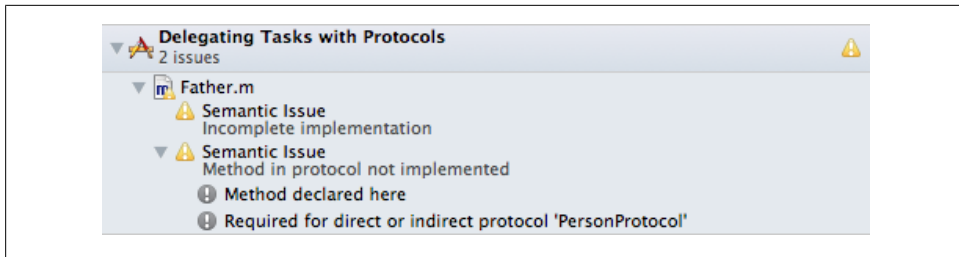 Delegating Tasks with Protocols
2 issues
Father.m
Semantic Issue
Incomplete implementation
Semantic Issue
Method in protocol not implemented
Method declared here
Required for direct or indirect protocol 'PersonProtocol'